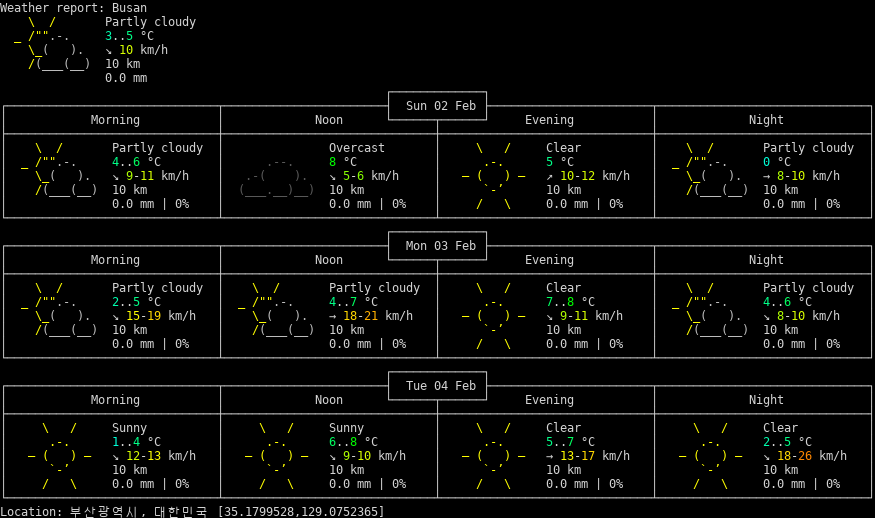 Weather report: Busan
Partly cloudy
3..5 °C
↘ 10 km/h
10 km
0.0 mm
Sun 02 Feb
Morning Noon Evening Night
Partly cloudy Overcast Clear Partly cloudy
4..6 °C 8 °C 5 °C 0 °C
↘ 9-11 km/h ↘ 5-6 km/h ↗ 10-12 km/h → 8-10 km/h
10 km 10 km 10 km 10 km
0.0 mm | 0% 0.0 mm | 0% 0.0 mm | 0% 0.0 mm | 0%
Mon 03 Feb
Morning Noon Evening Night
Partly cloudy Partly cloudy Clear Partly cloudy
2..5 °C 4..7 °C 7..8 °C 4..6 °C
↘ 15-19 km/h → 18-21 km/h ↘ 9-11 km/h ↘ 8-10 km/h
10 km 10 km 10 km 10 km
0.0 mm | 0% 0.0 mm | 0% 0.0 mm | 0% 0.0 mm | 0%
Tue 04 Feb
Morning Noon Evening Night
Sunny Sunny Clear Clear
1..4 °C 6..8 °C 5..7 °C 2..5 °C
↘ 12-13 km/h ↘ 9-10 km/h → 13-17 km/h ↘ 18-26 km/h
10 km 10 km 10 km 10 km
0.0 mm | 0% 0.0 mm | 0% 0.0 mm | 0% 0.0 mm | 0%
Location: 부산광역시, 대한민국 [35.1799528,129.0752365]